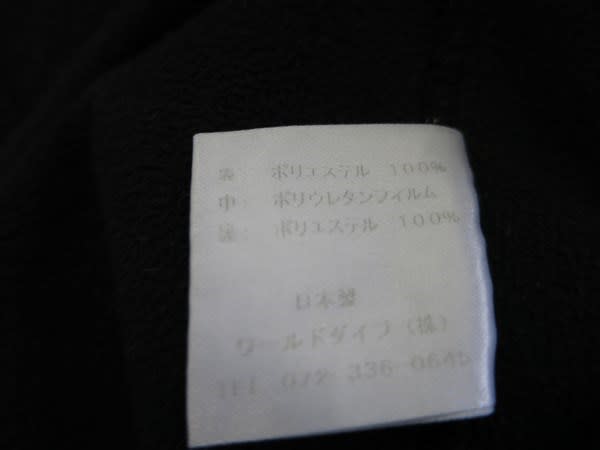 表: ポリエステル 100%
中: ポリウレタンフィルム
裏: ポリエステル 100%
日本製
ワールドダイブ(株)
TEL 072-336-0645